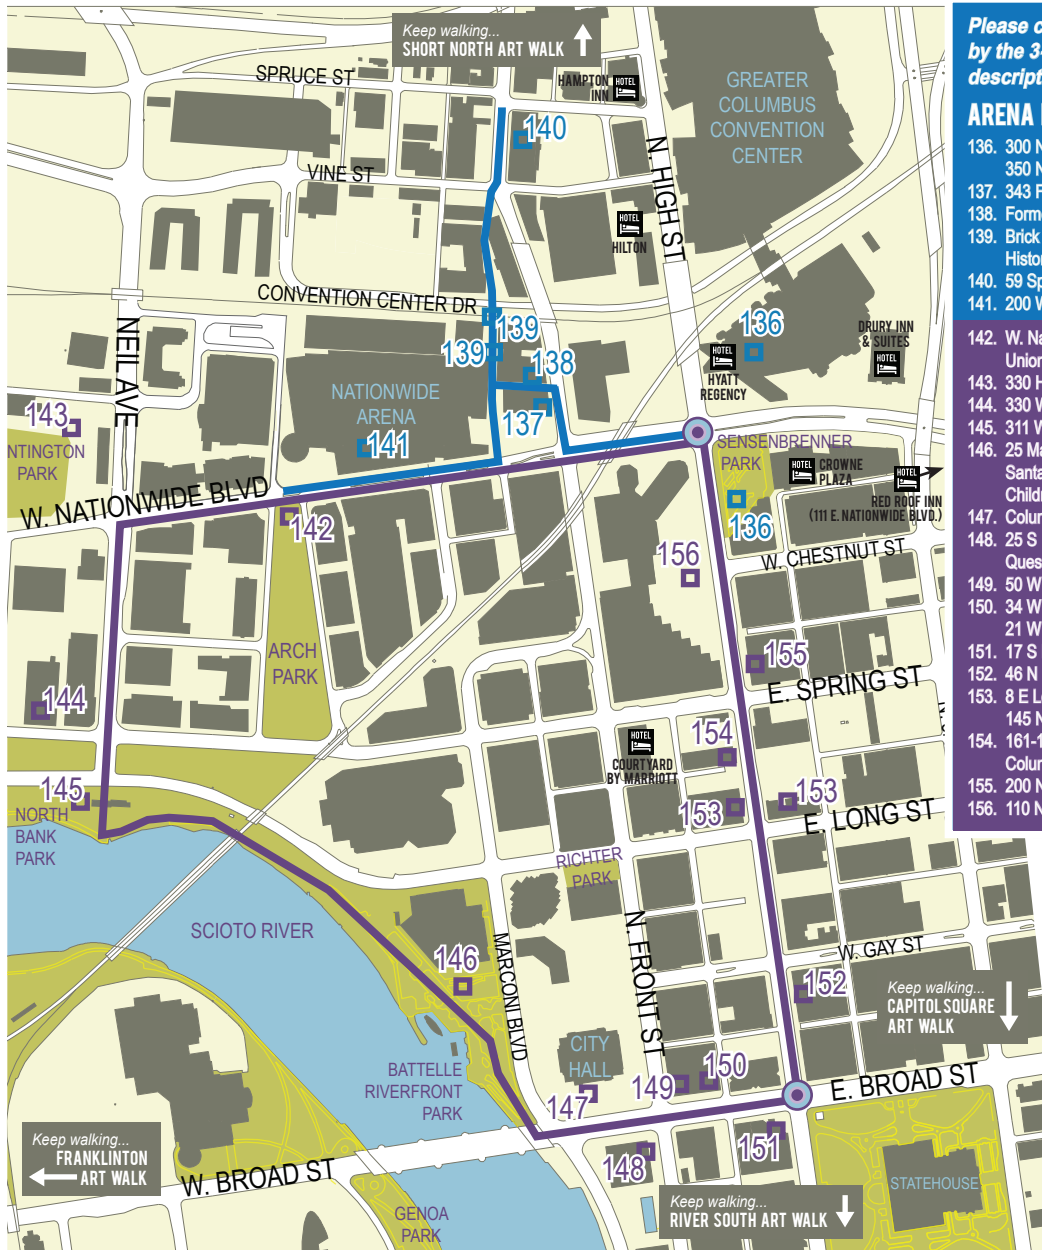 Keep walking...
SHORT NORTH ART WALK
SPRUCE ST
HAMPTON
INN
HOTEL
GREATER
COLUMBUS
CONVENTION
CENTER
140
VINE ST
N. HIGH ST
HOTEL
HILTON
CONVENTION CENTER DR
NEIL AVE
139
139
138
137
136
HOTEL
HYATT
REGENCY
DRURY INN
& SUITES
HOTEL
NATIONWIDE
ARENA
141
143
NTINGTON
PARK
W. NATIONWIDE BLVD
142
SENSENBRENNER
PARK
HOTEL
CROWNE
PLAZA
HOTEL
RED ROOF INN
(111 E. NATIONWIDE BLVD.)
136
W. CHESTNUT ST
156
ARCH
PARK
155
E. SPRING ST
144
154
HOTEL
COURTYARD
BY MARRIOTT
145
NORTH
BANK
PARK
153
153
E. LONG ST
RICHTER
PARK
SCIOTO RIVER
MARCONI BLVD
N. FRONT ST
W. GAY ST
146
152
Keep walking...
CAPITOL SQUARE
ART WALK
CITY
HALL
BATTELLE
RIVERFRONT
PARK
147
149
150
E. BROAD ST
Keep walking...
FRANKLINTON
ART WALK
W. BROAD ST
148
151
STATEHOUSE
GENOA
PARK
Keep walking...
RIVER SOUTH ART WALK
Please c
by the 3-
descript
ARENA
136. 300 N
350 N
137. 343 F
138. Form
139. Brick
Histo
140. 59 Sp
141. 200 W
142. W. Na
Union
143. 330 H
144. 330 W
145. 311 W
146. 25 Ma
Santa
Childr
147. Colum
148. 25 S
Ques
149. 50 W
150. 34 W
21 W
151. 17 S
152. 46 N
153. 8 E Lo
145 N
154. 161-1
Colum
155. 200 N
156. 110 N